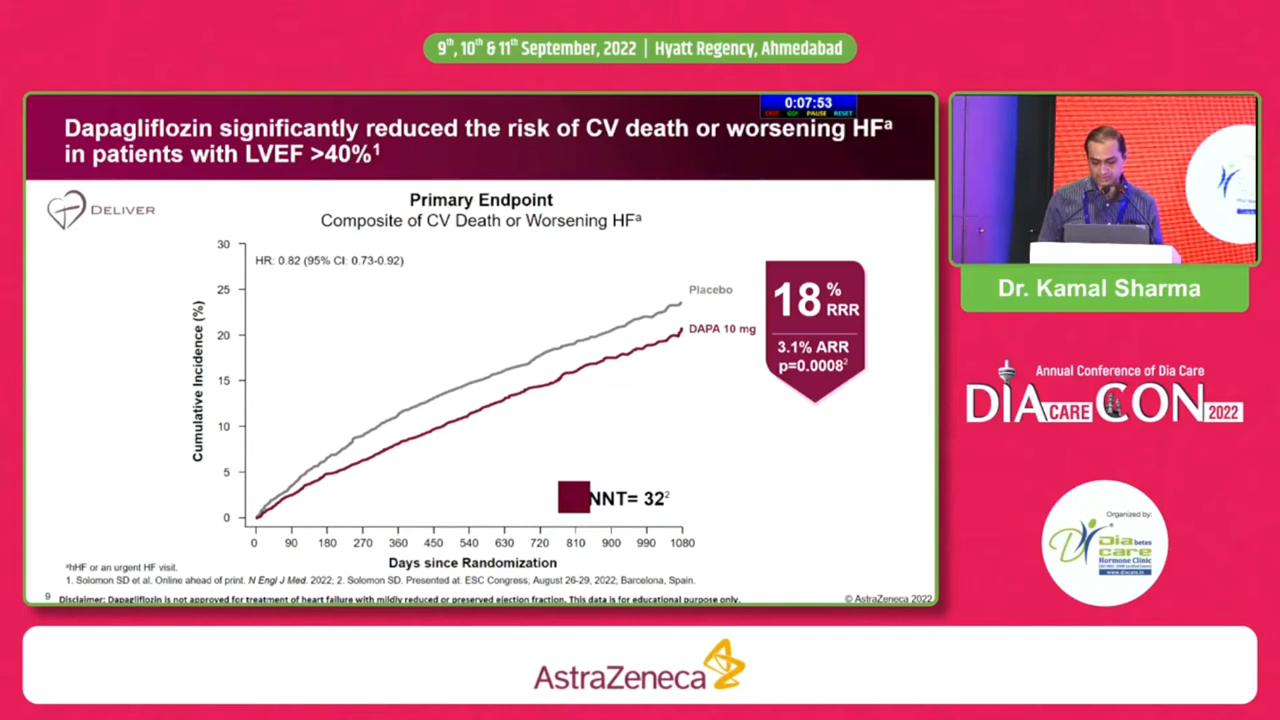 9th, 10th & 11th September, 2022 | Hyatt Regency, Ahmedabad
0:07:53
EXIT GO! PAUSE RESET
Dapagliflozin significantly reduced the risk of CV death or worsening HFa
in patients with LVEF >40%1
DELIVER
Primary Endpoint
Composite of CV Death or Worsening HFa
HR: 0.82 (95% CI: 0.73-0.92)
Cumulative Incidence (%)
30
25
20
15
10
5
0
Placebo
DAPA 10 mg
18 % RRR
3.1% ARR
p=0.00082
NNT= 322
0 90 180 270 360 450 540 630 720 810 900 990 1080
Days since Randomization
ahHF or an urgent HF visit.
1. Solomon SD et al. Online ahead of print. N Engl J Med. 2022; 2. Solomon SD. Presented at: ESC Congress; August 26-29, 2022; Barcelona, Spain.
9
Disclaimer: Dapagliflozin is not approved for treatment of heart failure with mildly reduced or preserved ejection fraction. This data is for educational purpose only.
© AstraZeneca 2022
Dr. Kamal Sharma
Annual Conference of Dia Care
DIA CARE CON 2022
Organized by:
Diabetes
care
Hormone Clinic
www.diacare.in
AstraZeneca